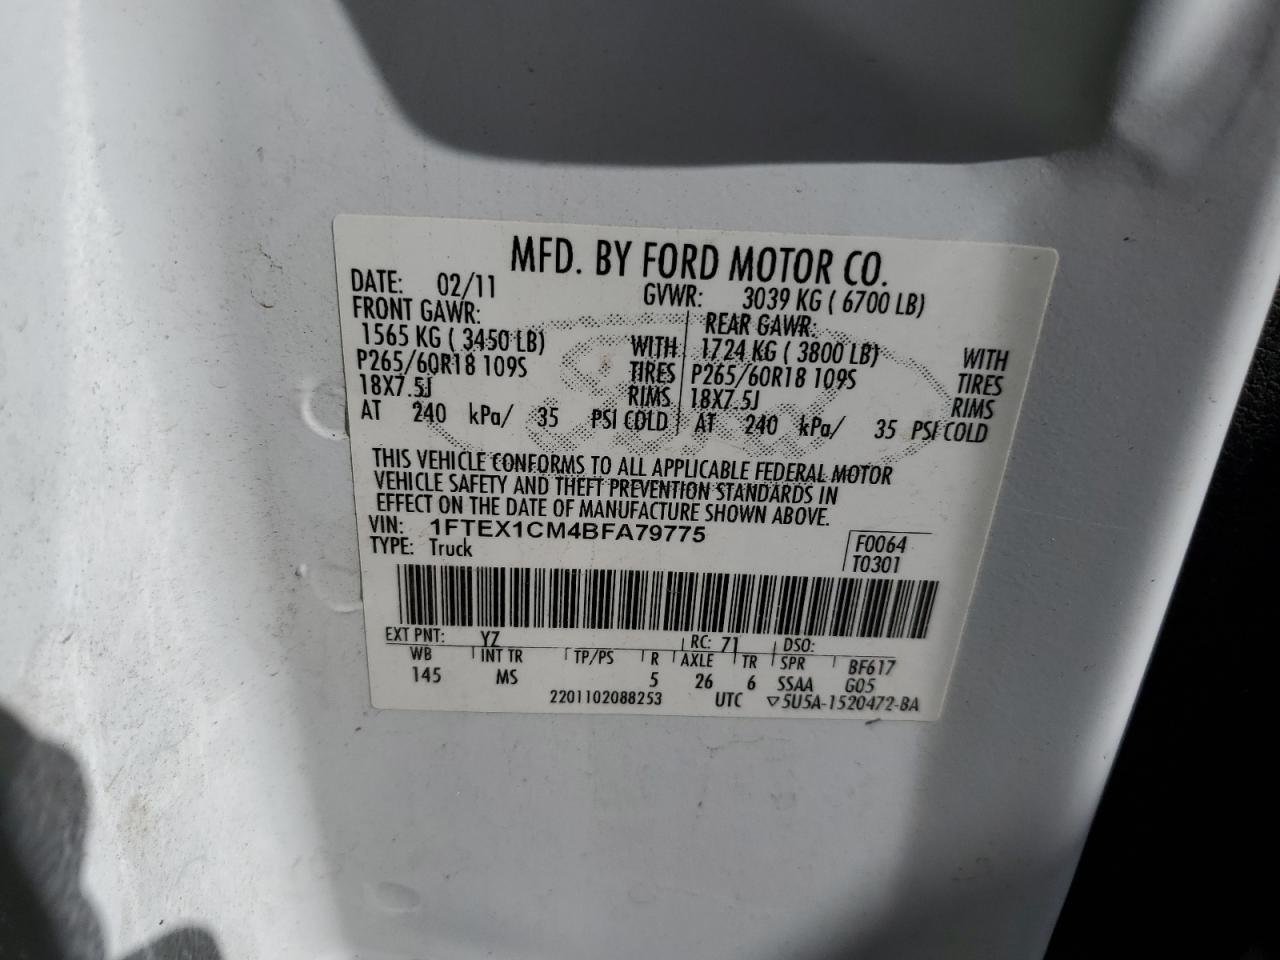 MFD. BY FORD MOTOR CO.
DATE: 02/11 GVWR: 3039 KG ( 6700 LB)
FRONT GAWR: REAR GAWR:
1565 KG ( 3450 LB) WITH 1724 KG ( 3800 LB) WITH
P265/60R18 109S TIRES P265/60R18 109S TIRES
18X7.5J RIMS 18X7.5J RIMS
AT 240 kPa/ 35 PSI COLD AT 240 kPa/ 35 PSI COLD
THIS VEHICLE CONFORMS TO ALL APPLICABLE FEDERAL MOTOR
VEHICLE SAFETY AND THEFT PREVENTION STANDARDS IN
EFFECT ON THE DATE OF MANUFACTURE SHOWN ABOVE.
VIN: 1FTEX1CM4BFA79775 F0064
TYPE: Truck T0301
EXT PNT: YZ RC: 71 DSO:
WB INT TR TP/PS R AXLE TR SPR BF617
145 MS 5 26 6 SSAA G05
2201102088253 UTC ▽5U5A-1520472-BA